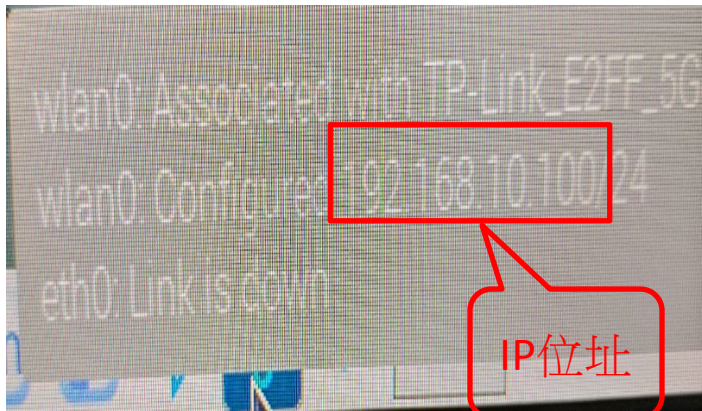 wlan0: Associated with TP-Link_E2FF_5G
wlan0: Configured 192.168.10.100/24
eth0: Link is down
IP位址